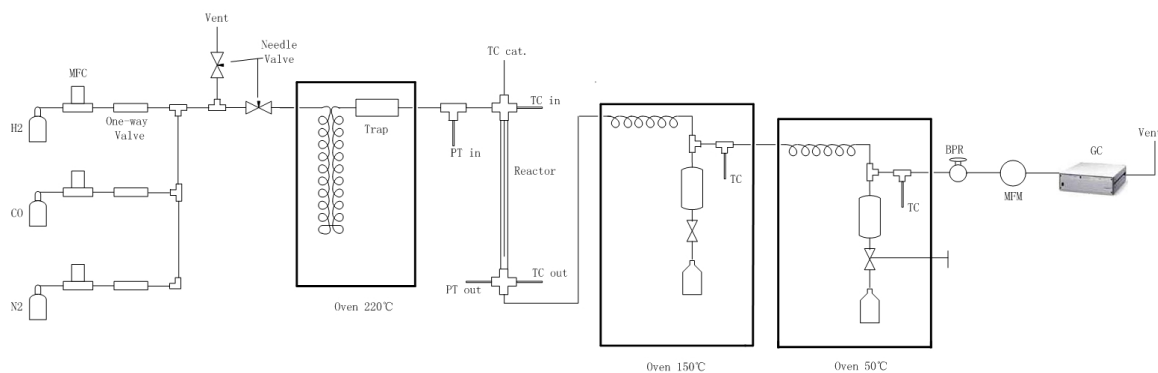 Vent
Needle
Valve
MFC
H2
One-way
Valve
Trap
PT in
TC cat.
TC in
Reactor
CO
TC
BPR
GC
Vent
MFM
TC
N2
PT out
TC out
Oven 220℃
Oven 150℃
Oven 50℃